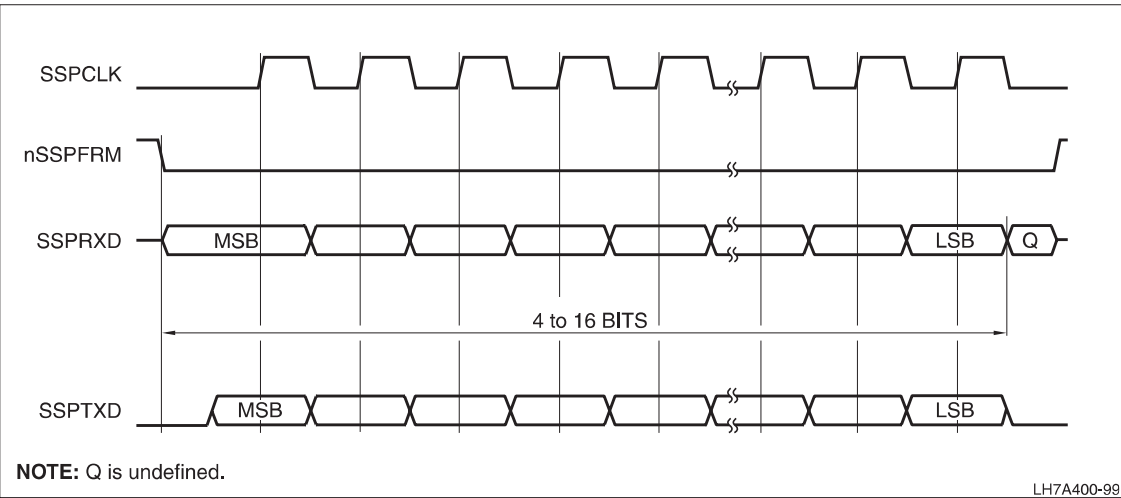 SSPCLK
nSSPFRM
SSPRXD
MSB
LSB
Q
4 to 16 BITS
SSPTXD
MSB
LSB
NOTE: Q is undefined.
LH7A400-99